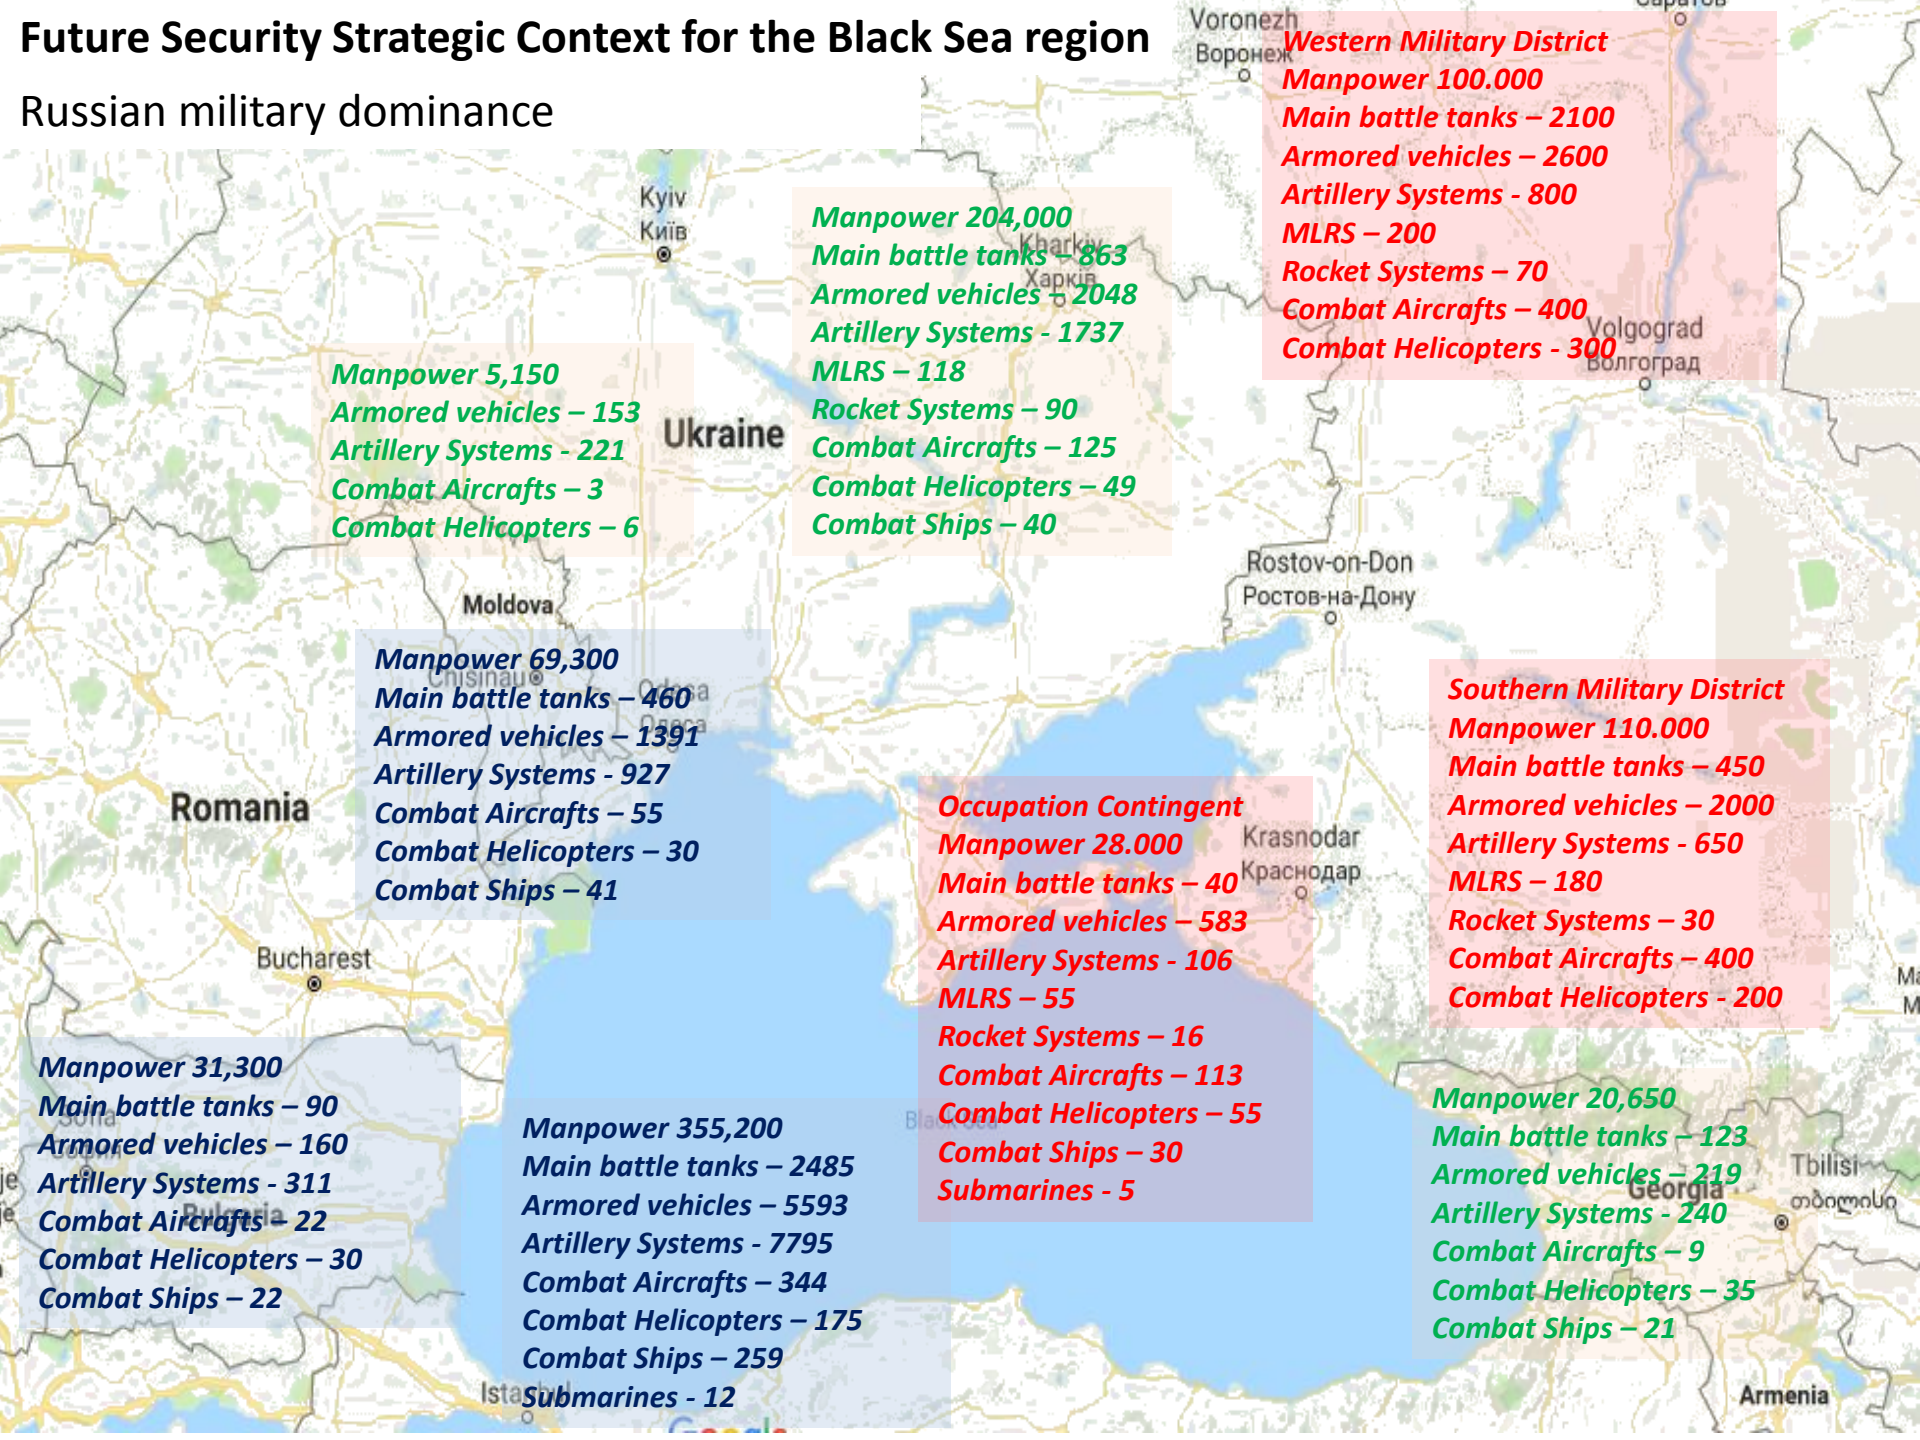 Future Security Strategic Context for the Black Sea region
Russian military dominance
Voronezh
Воронеж
Саратов
Western Military District
Manpower 100.000
Main battle tanks – 2100
Armored vehicles – 2600
Artillery Systems - 800
MLRS – 200
Rocket Systems – 70
Combat Aircrafts – 400
Combat Helicopters - 300
Volgograd
Волгоград
Kyiv
Київ
Manpower 204,000
Main battle tanks – 863
Armored vehicles – 2048
Artillery Systems - 1737
MLRS – 118
Rocket Systems – 90
Combat Aircrafts – 125
Combat Helicopters – 49
Combat Ships – 40
Kharkiv
Харків
Manpower 5,150
Armored vehicles – 153
Artillery Systems - 221
Combat Aircrafts – 3
Combat Helicopters – 6
Ukraine
Rostov-on-Don
Ростов-на-Дону
Moldova
Manpower 69,300
Main battle tanks – 460
Armored vehicles – 1391
Artillery Systems - 927
Combat Aircrafts – 55
Combat Helicopters – 30
Combat Ships – 41
Chisinau
Odesa
Одеса
Romania
Southern Military District
Manpower 110.000
Main battle tanks – 450
Armored vehicles – 2000
Artillery Systems - 650
MLRS – 180
Rocket Systems – 30
Combat Aircrafts – 400
Combat Helicopters - 200
Occupation Contingent
Manpower 28.000
Main battle tanks – 40
Armored vehicles – 583
Artillery Systems - 106
MLRS – 55
Rocket Systems – 16
Combat Aircrafts – 113
Combat Helicopters – 55
Combat Ships – 30
Submarines - 5
Krasnodar
Краснодар
Bucharest
Manpower 31,300
Main battle tanks – 90
Armored vehicles – 160
Artillery Systems - 311
Combat Aircrafts – 22
Combat Helicopters – 30
Combat Ships – 22
Sofia
Bulgaria
Manpower 355,200
Main battle tanks – 2485
Armored vehicles – 5593
Artillery Systems - 7795
Combat Aircrafts – 344
Combat Helicopters – 175
Combat Ships – 259
Submarines - 12
Black Sea
Istanbul
Google
Manpower 20,650
Main battle tanks – 123
Armored vehicles – 219
Artillery Systems - 240
Combat Aircrafts – 9
Combat Helicopters – 35
Combat Ships – 21
Georgia
Tbilisi
თბილისი
Armenia